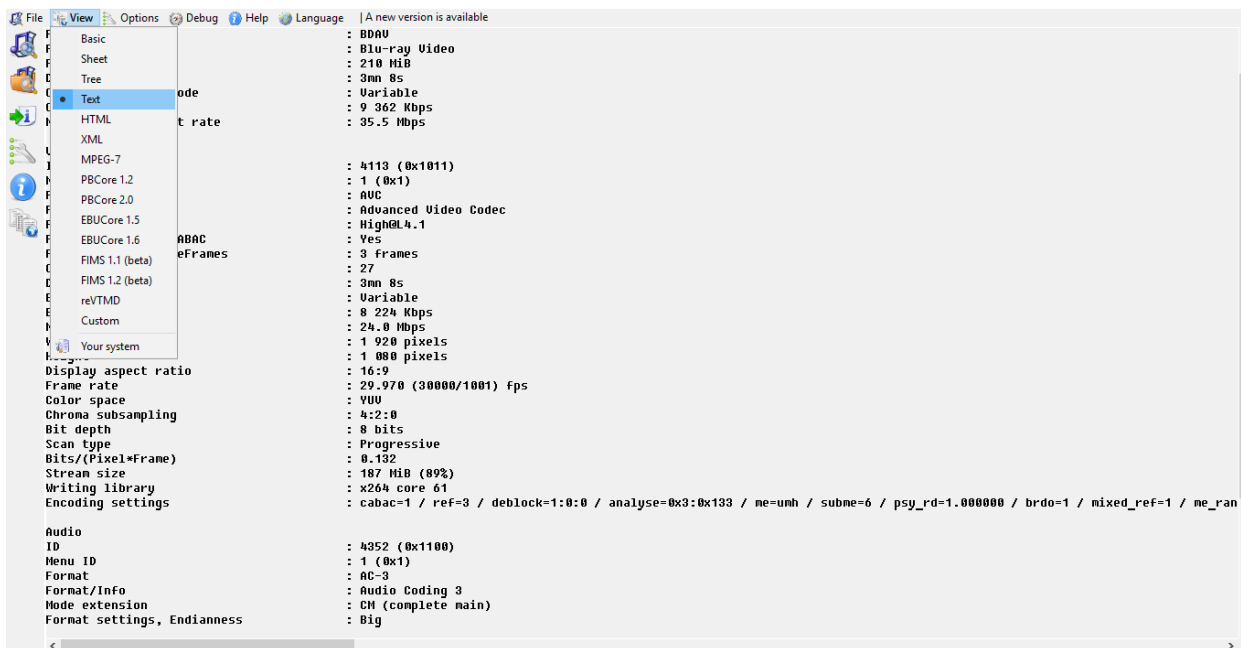 File View Options Debug Help Language | A new version is available
Basic
Sheet
Tree
Text
HTML
XML
MPEG-7
PBCore 1.2
PBCore 2.0
EBUCore 1.5
EBUCore 1.6
FIMS 1.1 (beta)
FIMS 1.2 (beta)
reVTMD
Custom
Your system
: BDAV
: Blu-ray Video
: 210 MiB
: 3mn 8s
ode : Variable
: 9 362 Kbps
t rate : 35.5 Mbps
: 4113 (0x1011)
: 1 (0x1)
: AVC
: Advanced Video Codec
: High@L4.1
ABAC : Yes
eFrames : 3 frames
: 27
: 3mn 8s
: Variable
: 8 224 Kbps
: 24.0 Mbps
: 1 920 pixels
: 1 080 pixels
Display aspect ratio : 16:9
Frame rate : 29.970 (30000/1001) fps
Color space : YUV
Chroma subsampling : 4:2:0
Bit depth : 8 bits
Scan type : Progressive
Bits/(Pixel*Frame) : 0.132
Stream size : 187 MiB (89%)
Writing library : x264 core 61
Encoding settings : cabac=1 / ref=3 / deblock=1:0:0 / analyse=0x3:0x133 / me=umh / subme=6 / psy_rd=1.000000 / brdo=1 / mixed_ref=1 / me_ran
Audio
ID : 4352 (0x1100)
Menu ID : 1 (0x1)
Format : AC-3
Format/Info : Audio Coding 3
Mode extension : CM (complete main)
Format settings, Endianness : Big